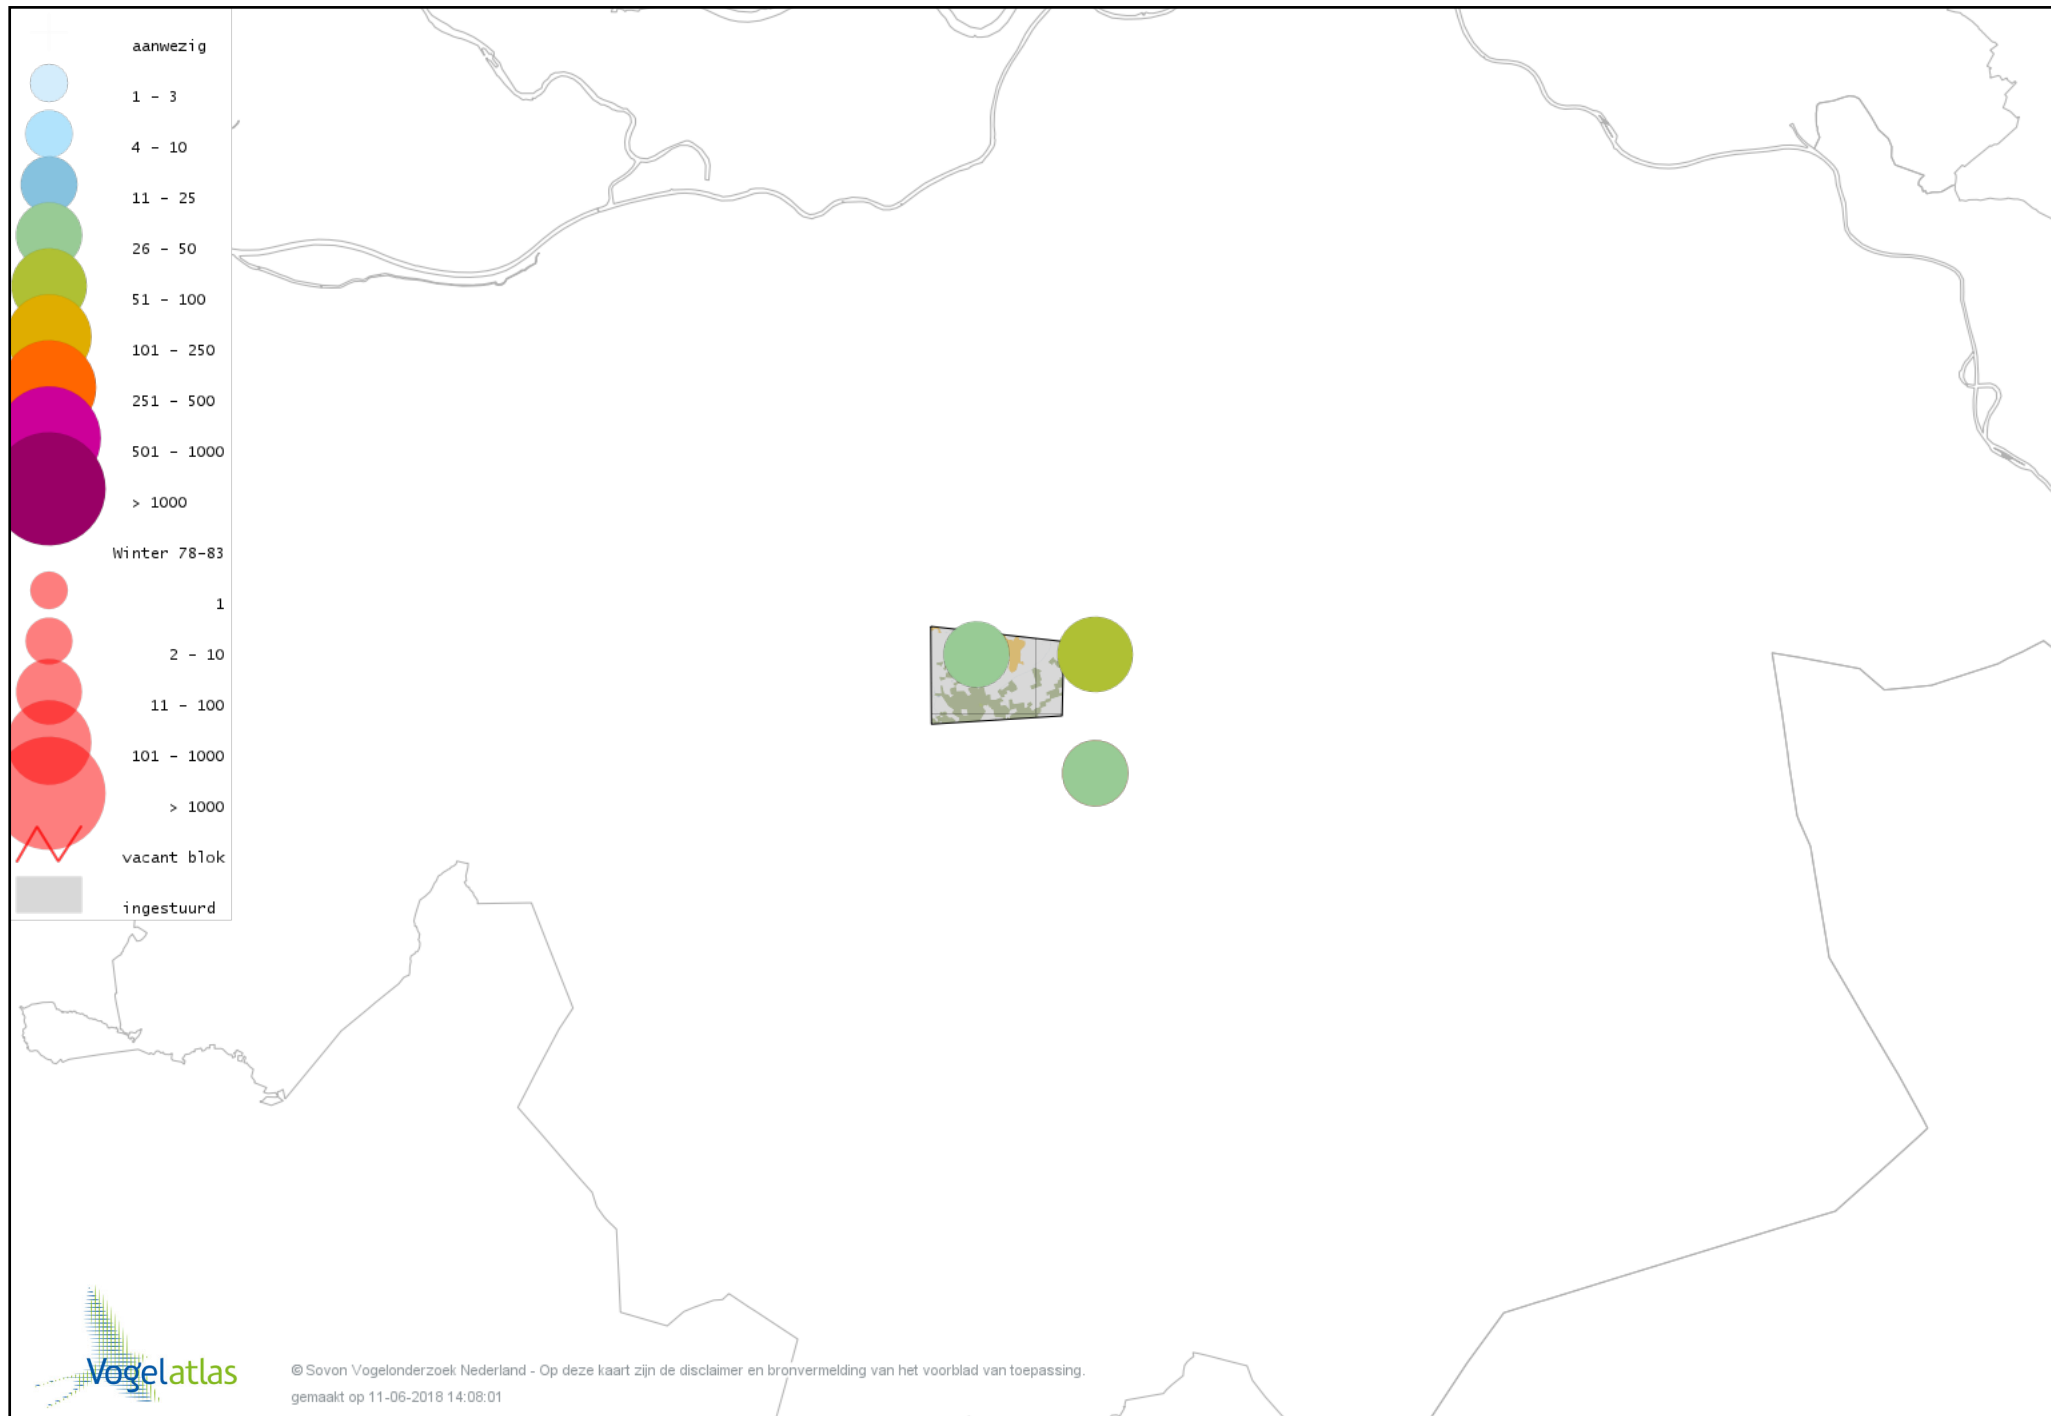 aanwezig
1 - 3
4 - 10
11 - 25
26 - 50
51 - 100
101 - 250
251 - 500
501 - 1000
> 1000
Winter 78-83
1
2 - 10
11 - 100
101 - 1000
> 1000
vacant blok
ingestuurd
Vogelatlas
© Sovon Vogelonderzoek Nederland - Op deze kaart zijn de disclaimer en bronvermelding van het voorblad van toepassing.
gemaakt op 11-06-2018 14:08:01